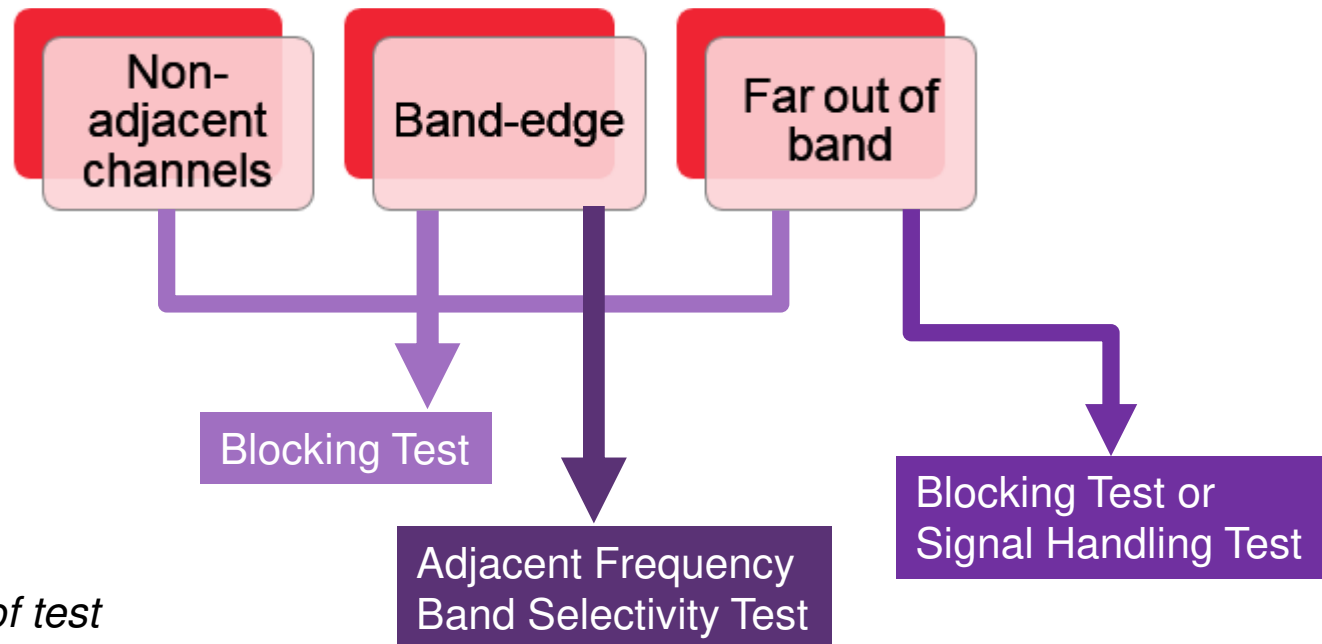 Non-
adjacent
channels
Band-edge
Far out of
band
Blocking Test
Adjacent Frequency
Band Selectivity Test
Blocking Test or
Signal Handling Test
of test